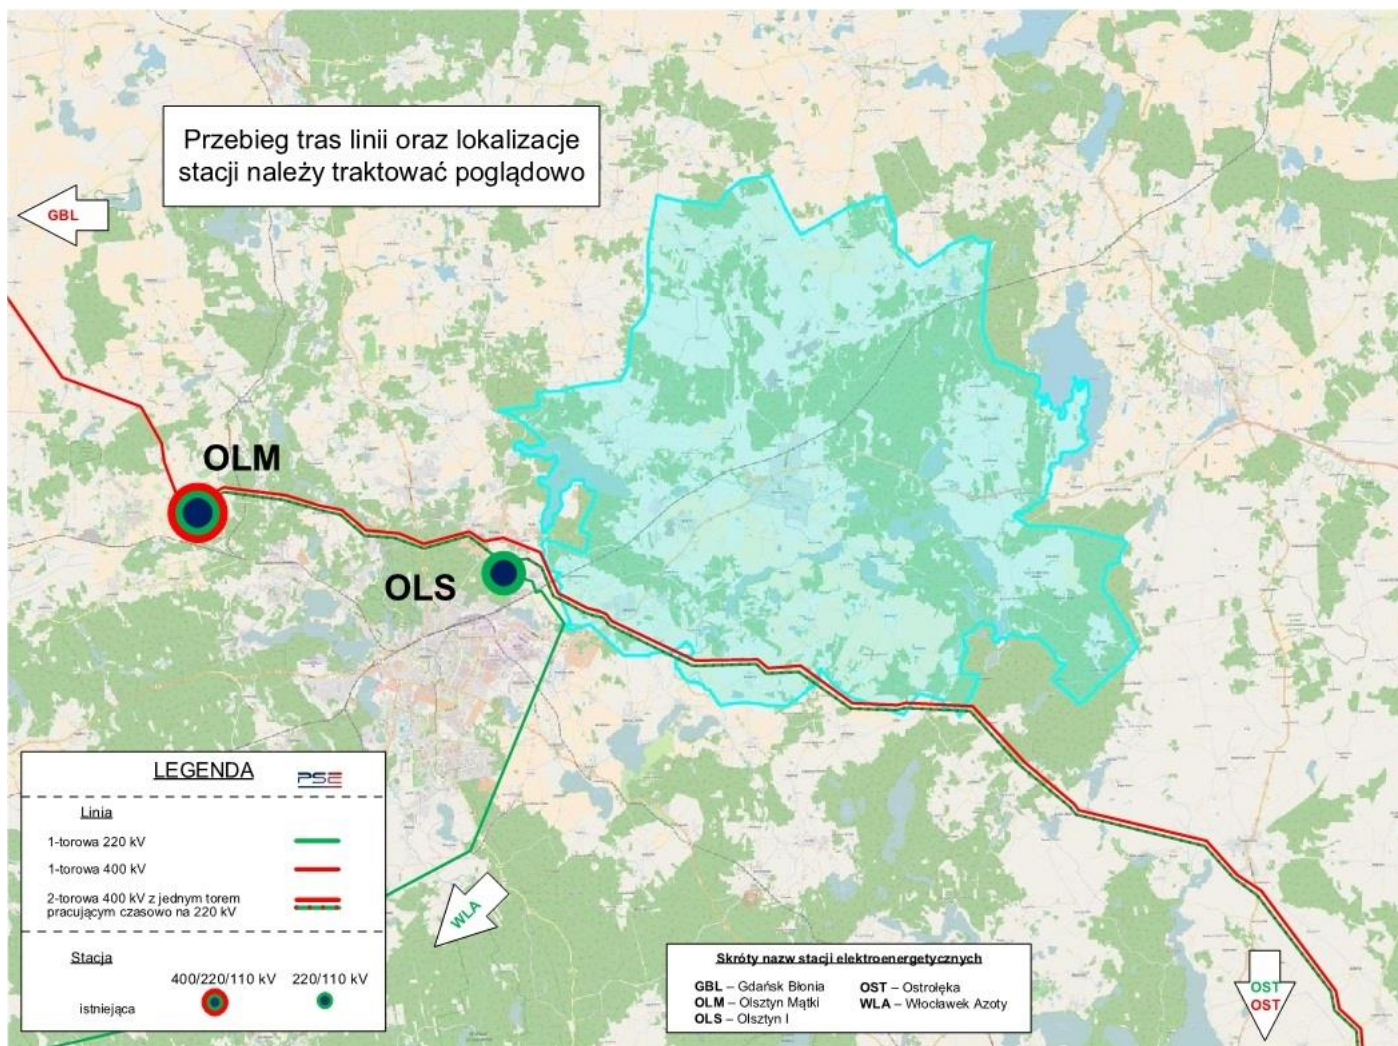 Przebieg tras linii oraz lokalizacje
stacji należy traktować poglądowo
GBL
OLM
OLS
WLA
LEGENDA
PSE
Linia
1-torowa 220 kV
1-torowa 400 kV
2-torowa 400 kV z jednym torem
pracującym czasowo na 220 kV
Stacja
400/220/110 kV 220/110 kV
istniejąca
Skróty nazw stacji elektroenergetycznych
GBL – Gdańsk Błonia OST – Ostrołęka
OLM – Olsztyn Mątki WLA – Włocławek Azoty
OLS – Olsztyn I
OST
OST